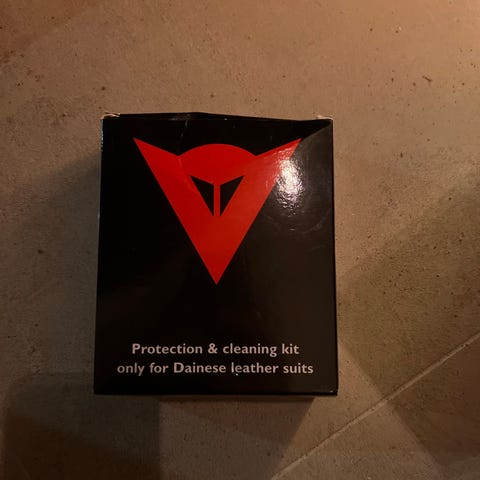 Protection & cleaning kit
only for Dainese leather suits